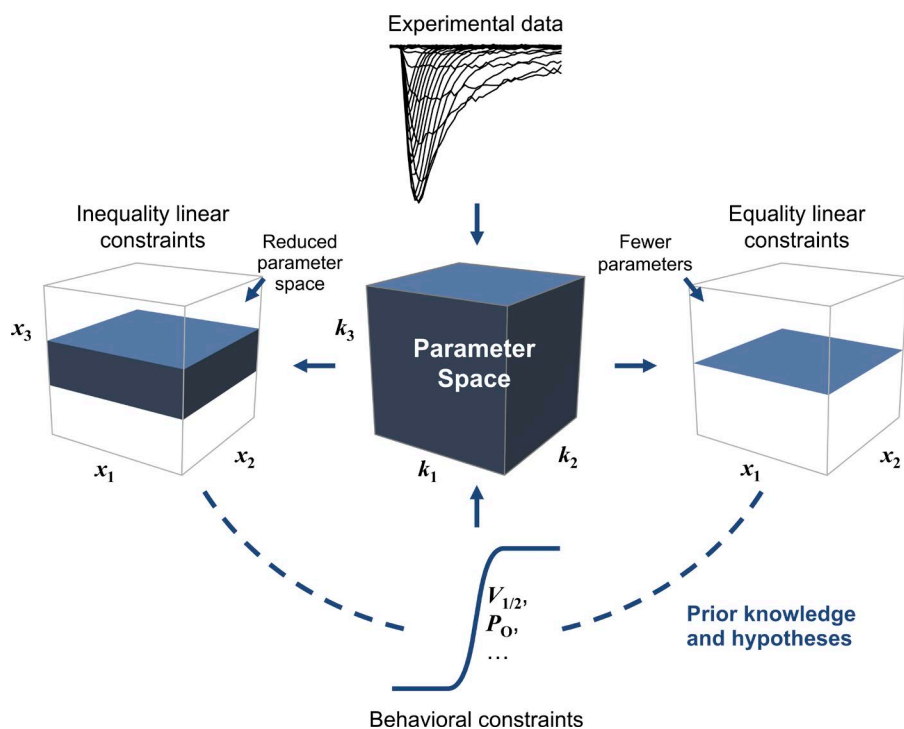 Experimental data
Inequality linear
constraints
Reduced
parameter
space
Fewer
parameters
Equality linear
constraints
x3
k3
Parameter
Space
x1
x2
k1
k2
x1
x2
V1/2,
PO,
...
Prior knowledge
and hypotheses
Behavioral constraints